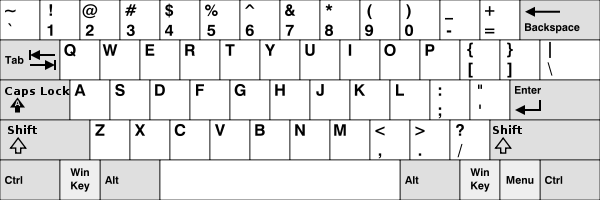 ~ ! @ # $ % ^ & * ( ) _ +
` 1 2 3 4 5 6 7 8 9 0 - = Backspace
Tab Q W E R T Y U I O P { } |
[ ] \
Caps Lock A S D F G H J K L : " Enter
; '
Shift Z X C V B N M < > ? Shift
, . /
Ctrl Win Key Alt Alt Win Key Menu Ctrl